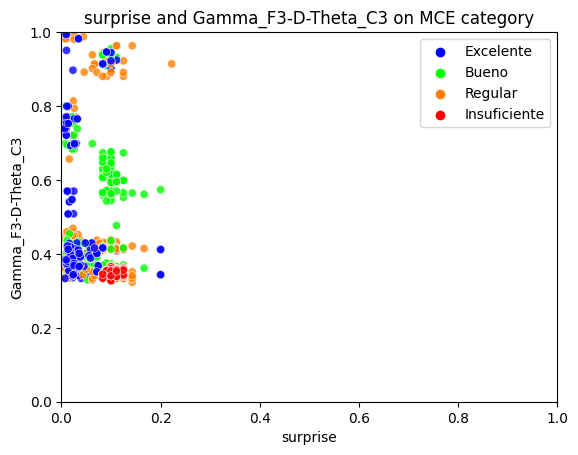 surprise and Gamma_F3-D-Theta_C3 on MCE category
Excelente
Bueno
Regular
Insuficiente
Gamma_F3-D-Theta_C3
1.0
0.8
0.6
0.4
0.2
0.0
0.0 0.2 0.4 0.6 0.8 1.0
surprise